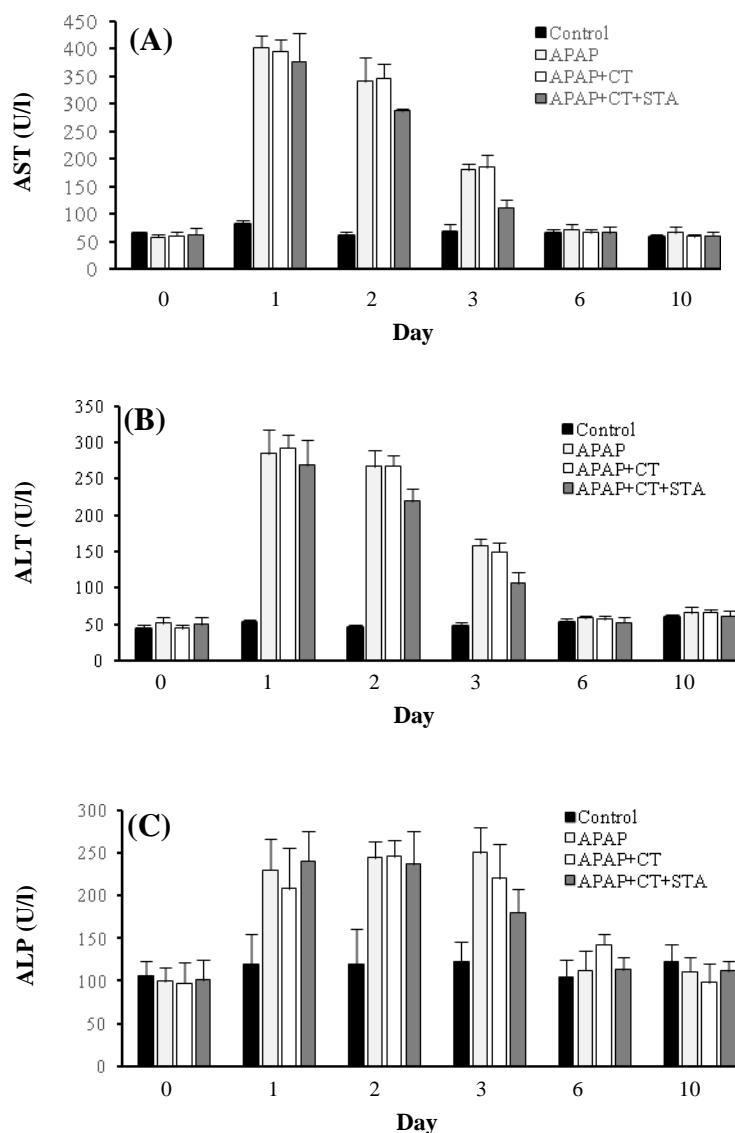 (A)
Control
APAP
APAP+CT
APAP+CT+STA
AST (U/l)
450
400
350
300
250
200
150
100
50
0
0 1 2 3 6 10
Day
(B)
Control
APAP
APAP+CT
APAP+CT+STA
ALT (U/l)
350
300
250
200
150
100
50
0
0 1 2 3 6 10
Day
(C)
Control
APAP
APAP+CT
APAP+CT+STA
ALP (U/l)
300
250
200
150
100
50
0
0 1 2 3 6 10
Day